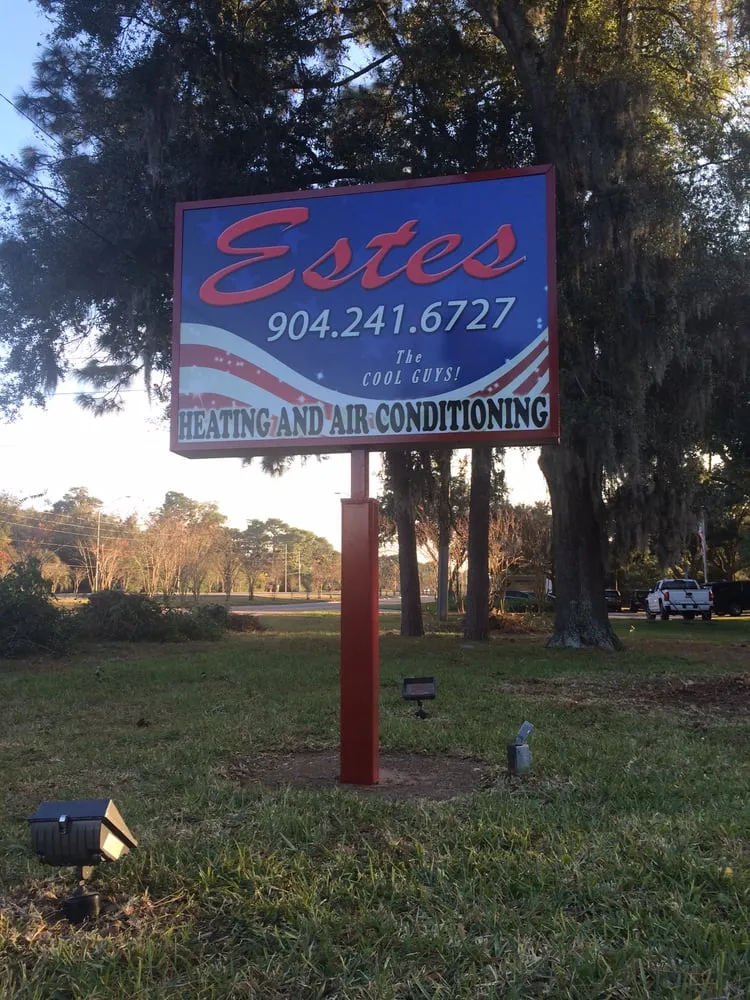 Estes
904.241.6727
The
COOL GUYS!
HEATING AND AIR CONDITIONING